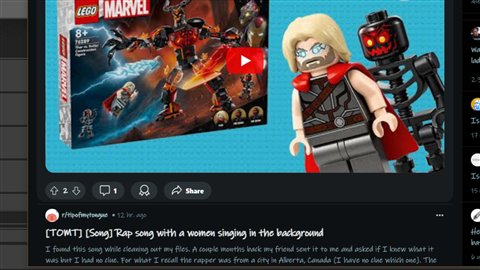 LEGO
MARVEL
8+
76289
MARVEL
2
1
Share
r/tipofmytongue • 12 hr. ago
[TOMT] [Song] Rap song with a women singing in the background
I found this song while cleaning out my files. A couple months back my friend sent it to me and asked if I knew what it
was but I had no clue. For what I recall the rapper was from a city in Alberta, Canada (I have no clue which one). The
Wa
lad
Is
Is
He